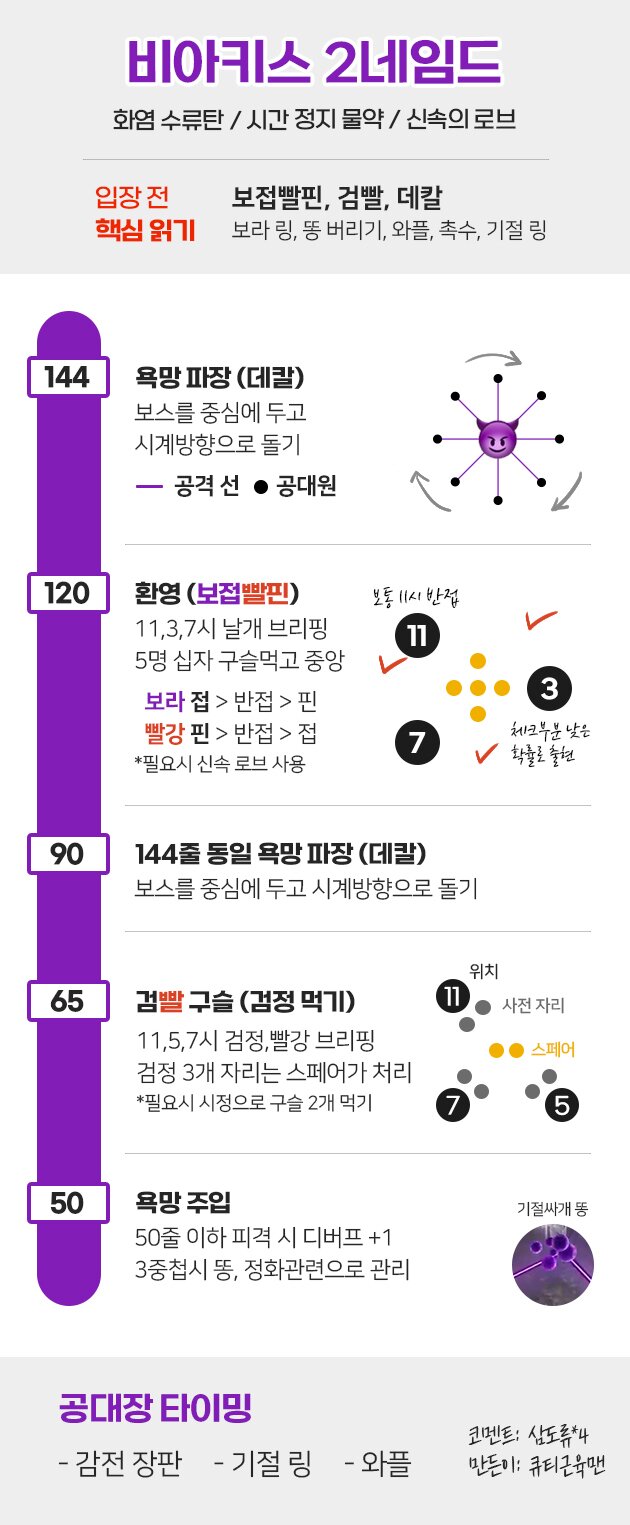 비아키스 2네임드
화염 수류탄 / 시간 정지 물약 / 신속의 로브
입장 전
핵심 읽기
보접빨핀, 검빨, 데칼
보라 링, 똥 버리기, 와플, 촉수, 기절 링
144
욕망 파장 (데칼)
보스를 중심에 두고
시계방향으로 돌기
공격 선 공대원
120
환영 (보접빨핀)
11,3,7시 날개 브리핑
5명 십자 구슬먹고 중앙
보라 접 > 반접 > 핀
빨강 핀 > 반접 > 접
*필요시 신속 로브 사용
보통 11시 반접
11
3
7
체크부분 낮은
확률로 출현
90
144줄 동일 욕망 파장 (데칼)
보스를 중심에 두고 시계방향으로 돌기
65
검빨 구슬 (검정 먹기)
11,5,7시 검정,빨강 브리핑
검정 3개 자리는 스페어가 처리
*필요시 시정으로 구슬 2개 먹기
위치
11
사전 자리
스페어
7
5
50
욕망 주입
50줄 이하 피격 시 디버프 +1
3중첩시 똥, 정화관련으로 관리
기절싸개 똥
공대장 타이밍
- 감전 장판 - 기절 링 - 와플
코멘트; 삼도류*4
만든이; 큐티근육맨